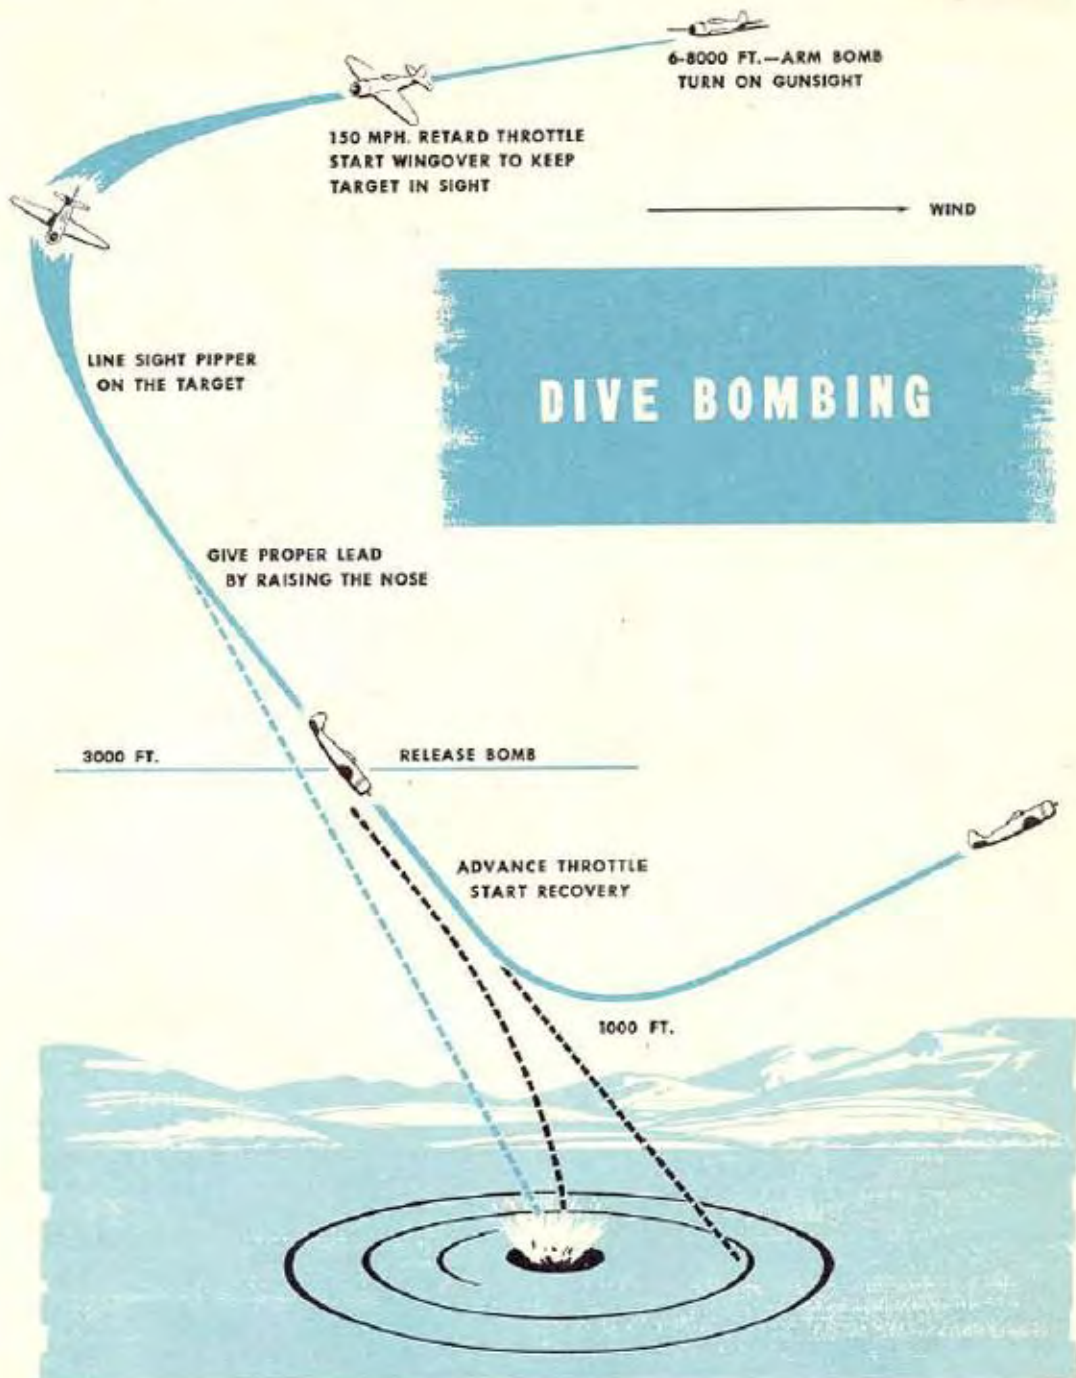 6-8000 FT.—ARM BOMB
TURN ON GUNSIGHT
150 MPH. RETARD THROTTLE
START WINGOVER TO KEEP
TARGET IN SIGHT
WIND
DIVE BOMBING
LINE SIGHT PIPPER
ON THE TARGET
GIVE PROPER LEAD
BY RAISING THE NOSE
3000 FT.
RELEASE BOMB
ADVANCE THROTTLE
START RECOVERY
1000 FT.